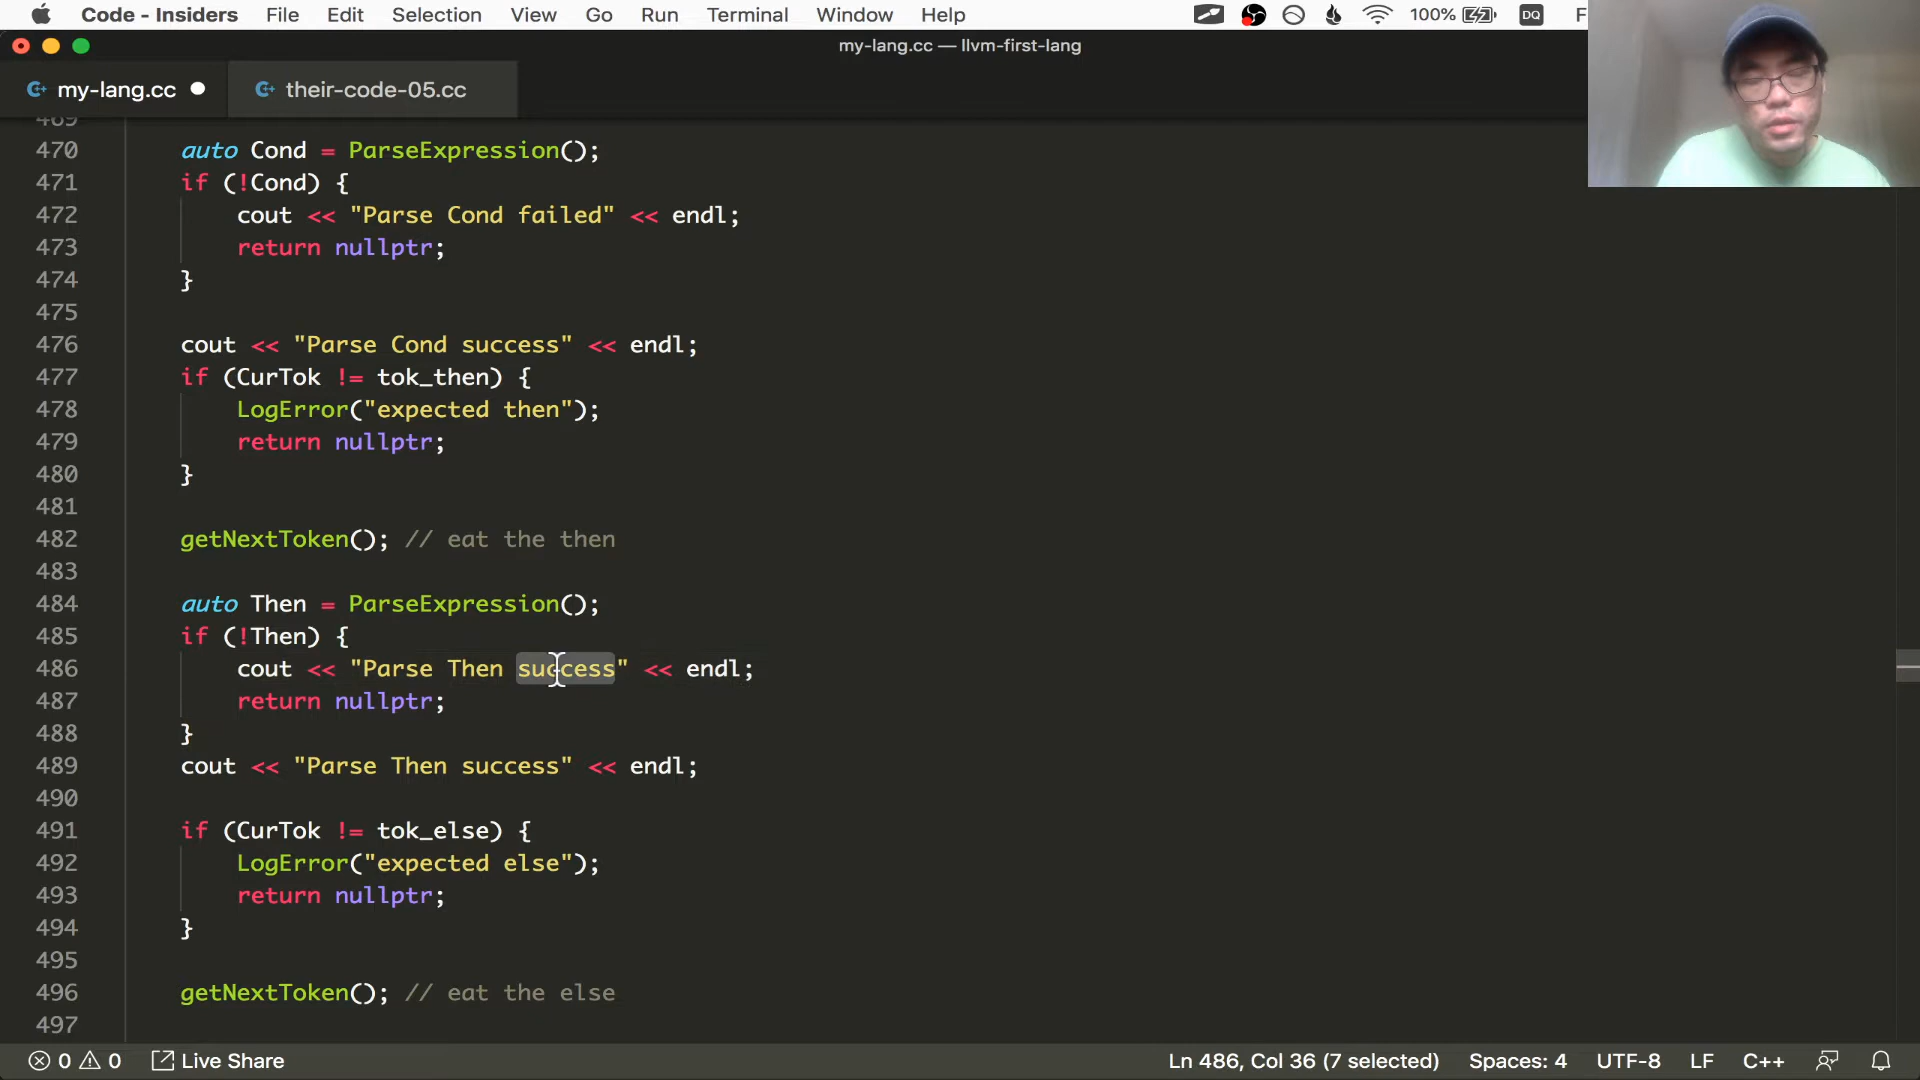 Code - Insiders File Edit Selection View Go Run Terminal Window Help 100% DQ F
my-lang.cc — llvm-first-lang
my-lang.cc their-code-05.cc
469
470 auto Cond = ParseExpression();
471 if (!Cond) {
472 cout << "Parse Cond failed" << endl;
473 return nullptr;
474 }
475
476 cout << "Parse Cond success" << endl;
477 if (CurTok != tok_then) {
478 LogError("expected then");
479 return nullptr;
480 }
481
482 getNextToken(); // eat the then
483
484 auto Then = ParseExpression();
485 if (!Then) {
486 cout << "Parse Then success" << endl;
487 return nullptr;
488 }
489 cout << "Parse Then success" << endl;
490
491 if (CurTok != tok_else) {
492 LogError("expected else");
493 return nullptr;
494 }
495
496 getNextToken(); // eat the else
497
0 0 Live Share Ln 486, Col 36 (7 selected) Spaces: 4 UTF-8 LF C++